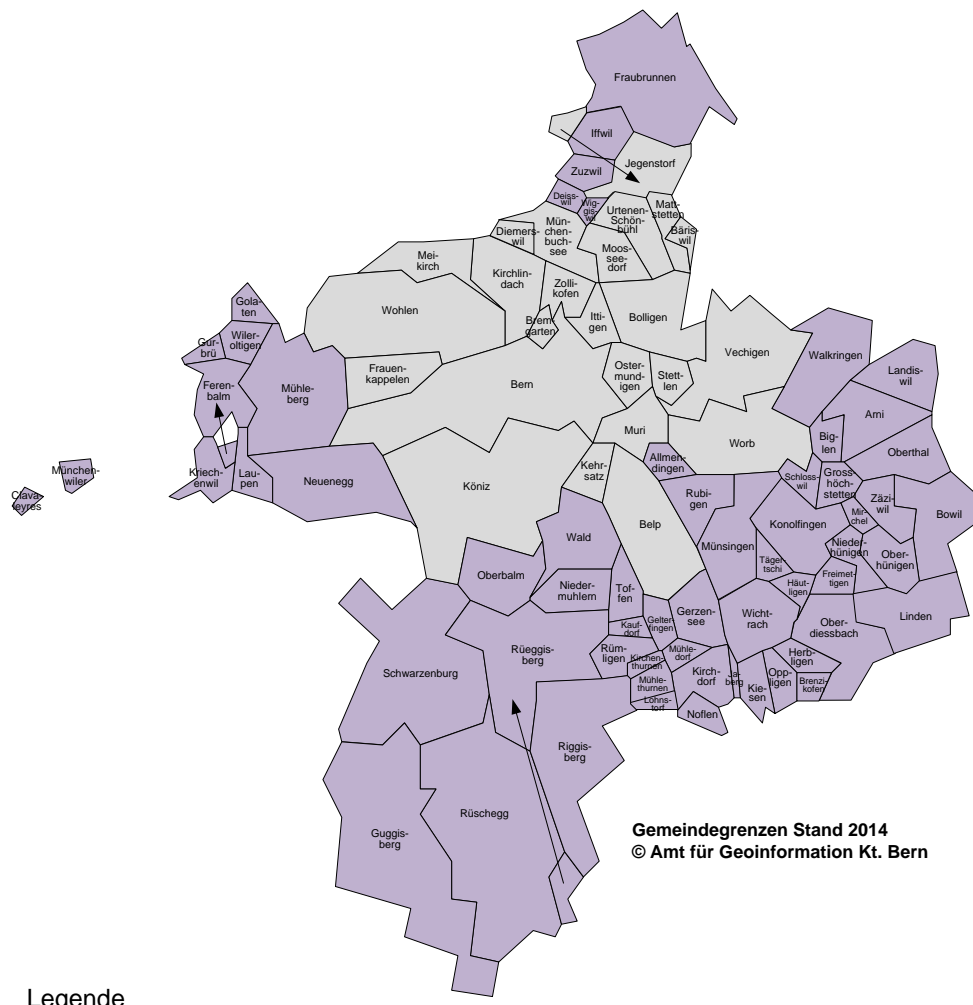 Fraubrunnen
Iffwil
Jegenstorf
Zuzwil
Deiss-
wil
Wig-
gis-
wil
Urtenen-
Schön-
bühl
Matt-
stetten
Bäris-
wil
Diemers-
wil
Mün-
chen-
buch-
see
Moos-
see-
dorf
Mei-
kirch
Kirchlin-
dach
Zolli-
kofen
Wohlen
Brem-
garten
Itti-
gen
Bolligen
Gola-
ten
Wiler-
oltigen
Gur-
brü
Feren-
balm
Mühle-
berg
Frauen-
kappelen
Bern
Oster-
mund-
igen
Stett-
len
Vechigen
Walkringen
Landis-
wil
Arni
Muri
Worb
Big-
len
Oberthal
Allmen-
dingen
München-
wiler
Clava-
leyres
Kriechen-
wil
Lau-
pen
Neuenegg
Köniz
Kehr-
satz
Belp
Rubi-
gen
Schloss-
wil
Gross
höch-
stetten
Zäzi-
wil
Bowil
Konolfingen
Mir-
chel
Wald
Münsingen
Täger-
tschi
Nieder-
hünigen
Ober-
hünigen
Oberbalm
Nieder-
muhlern
Tof-
fen
Häut-
ligen
Freimet-
tigen
Linden
Gelter-
fingen
Gerzen-
see
Wicht-
rach
Ober-
diessbach
Kauf-
dorf
Rüeggis-
berg
Rüm-
ligen
Kirchen-
thurnen
Mühle-
dorf
Kirch-
dorf
Herb-
ligen
Schwarzenburg
Mühle-
thurnen
Ja-
berg
Kie-
sen
Opp-
ligen
Brenzi-
kofen
Lohns-
torf
Noflen
Riggis-
berg
Rüschegg
Guggis-
berg
Gemeindegrenzen Stand 2014
© Amt für Geoinformation Kt. Bern
Legende